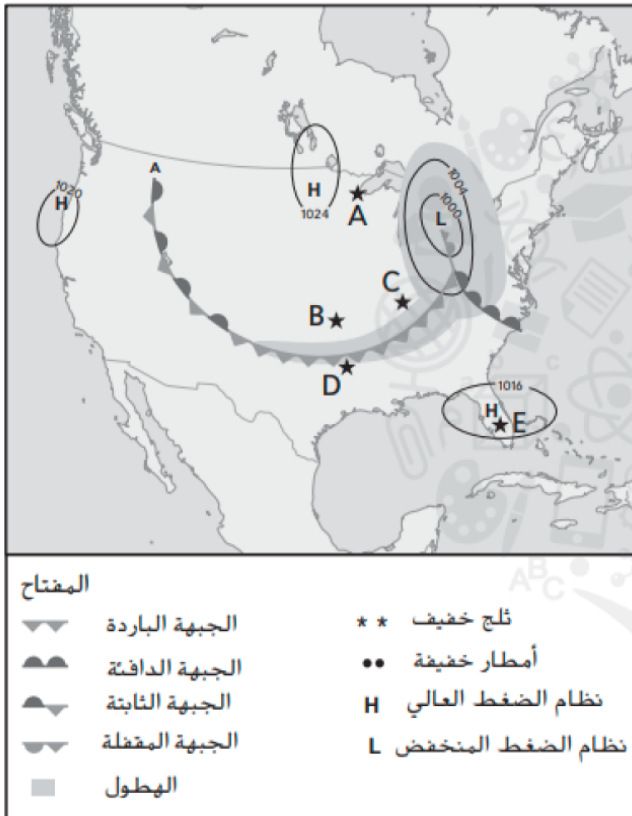 A
1020
H
H
1024
A
1004
1000
L
C
B
D
1016
H
E
المفتاح
الجبهة الباردة
الجبهة الدافئة
الجبهة الثابتة
الجبهة المقفلة
الهطول
ثلج خفيف
أمطار خفيفة
نظام الضغط العالي H
نظام الضغط المنخفض L
ABC